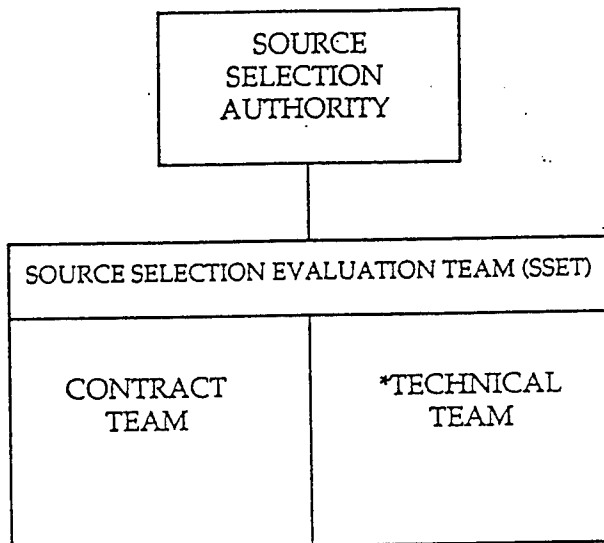 SOURCE
SELECTION
AUTHORITY
SOURCE SELECTION EVALUATION TEAM (SSET)
CONTRACT
TEAM
*TECHNICAL
TEAM